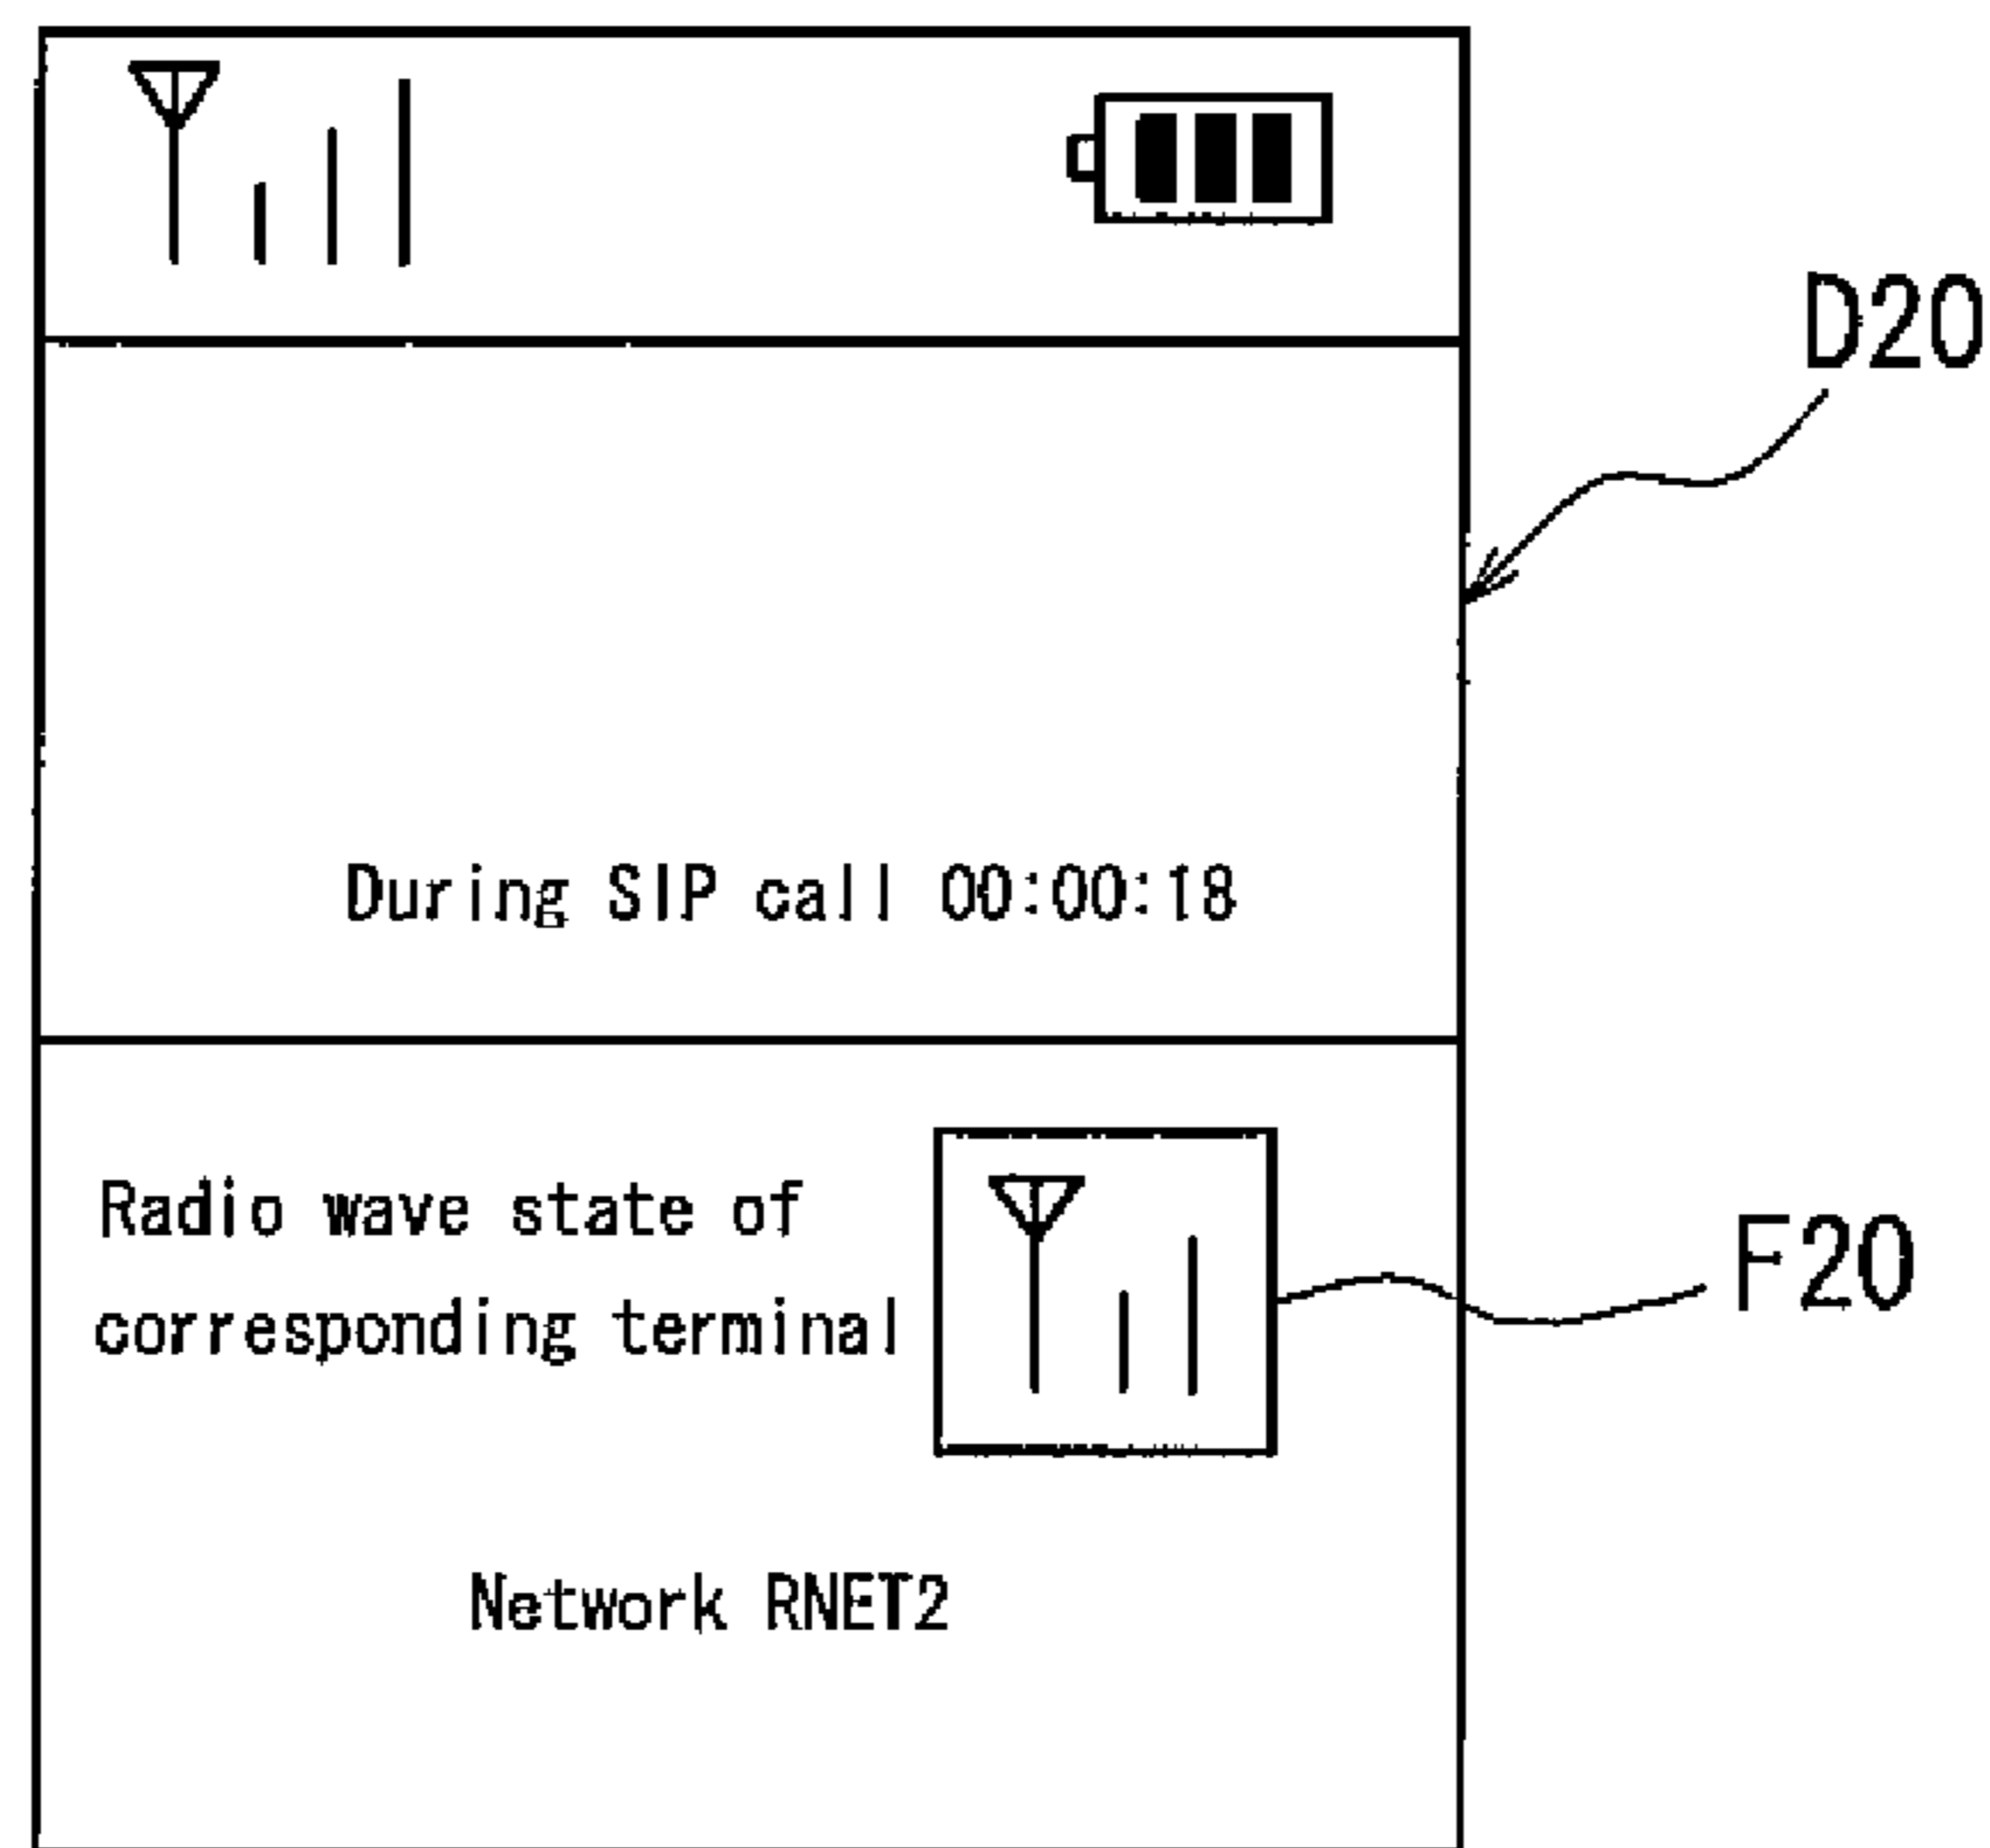 D20
During SIP call 00:00:18
Radio wave state of
corresponding terminal
F20
Network RNET2